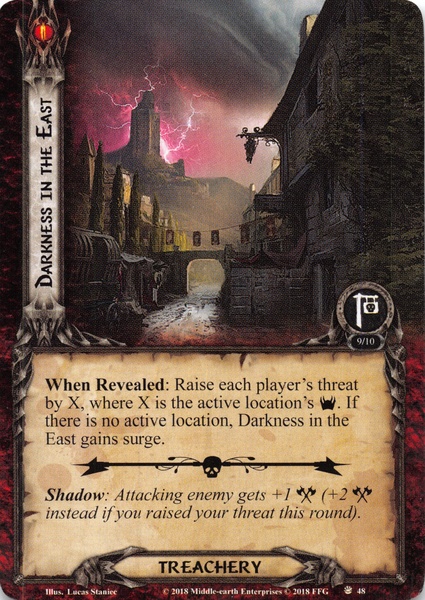 DARKNESS IN THE EAST
9/10
When Revealed: Raise each player's threat
by X, where X is the active location's . If
there is no active location, Darkness in the
East gains surge.
Shadow: Attacking enemy gets +1 (+2
instead if you raised your threat this round).
TREACHERY
Illus. Lucas Staniec
© 2018 Middle-earth Enterprises © 2018 FFG
48